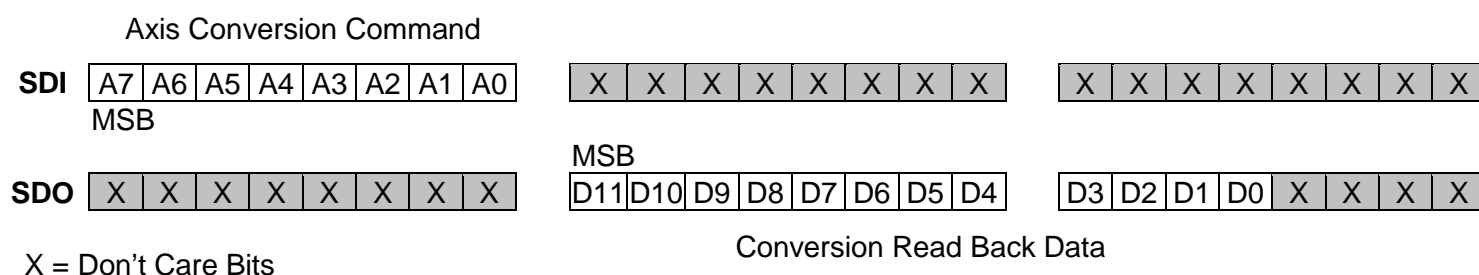 Axis Conversion Command
SDI A7 A6 A5 A4 A3 A2 A1 A0 X X X X X X X X X X X X X X X X
MSB
MSB
SDO X X X X X X X X D11 D10 D9 D8 D7 D6 D5 D4 D3 D2 D1 D0 X X X X
Conversion Read Back Data
X = Don't Care Bits